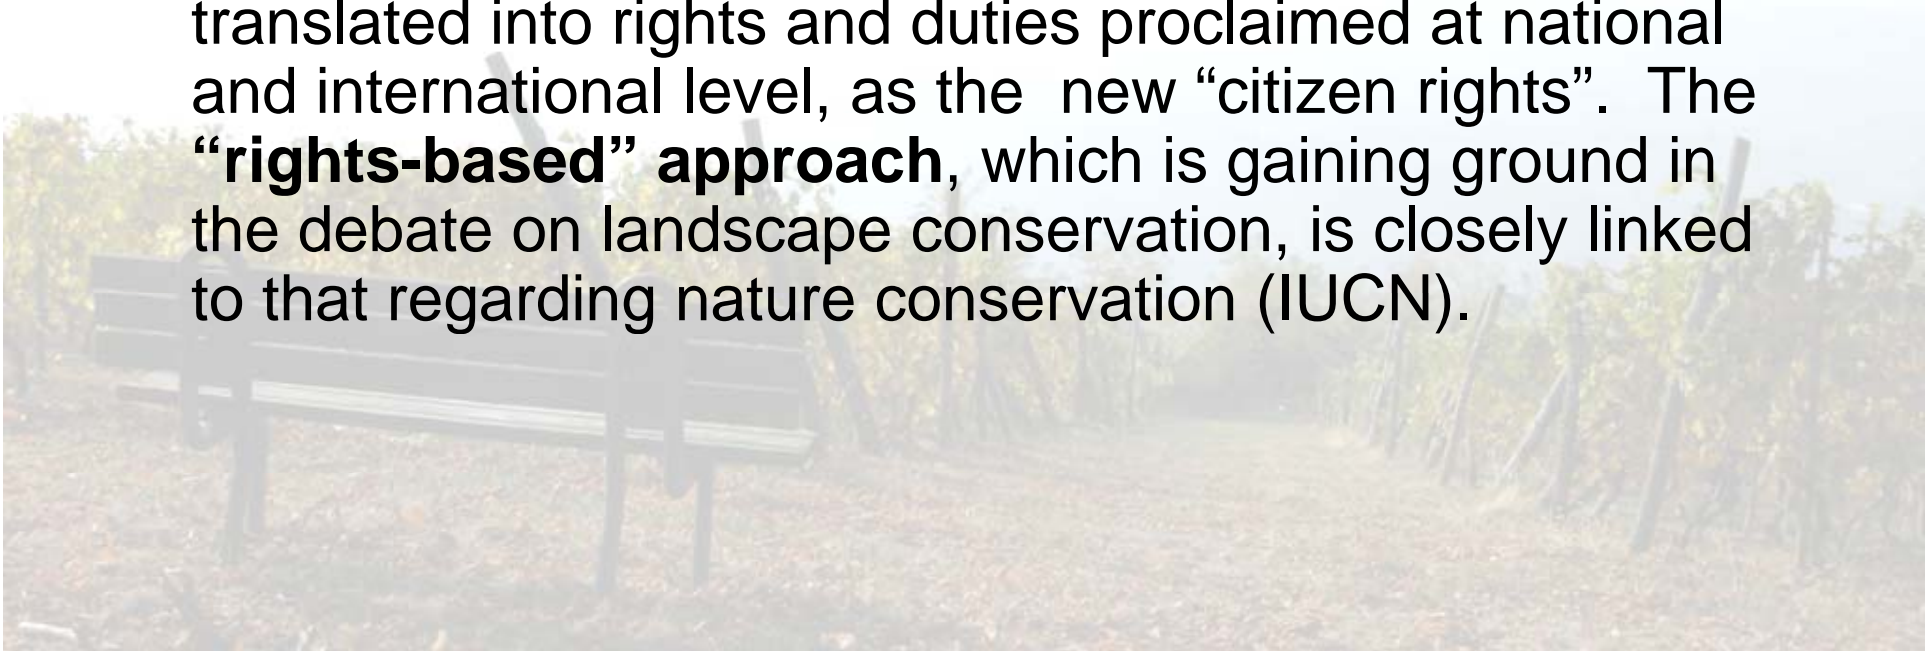 translated into rights and duties proclaimed at national
and international level, as the  new “citizen rights”.  The
“rights-based” approach, which is gaining ground in
the debate on landscape conservation, is closely linked
to that regarding nature conservation (IUCN).